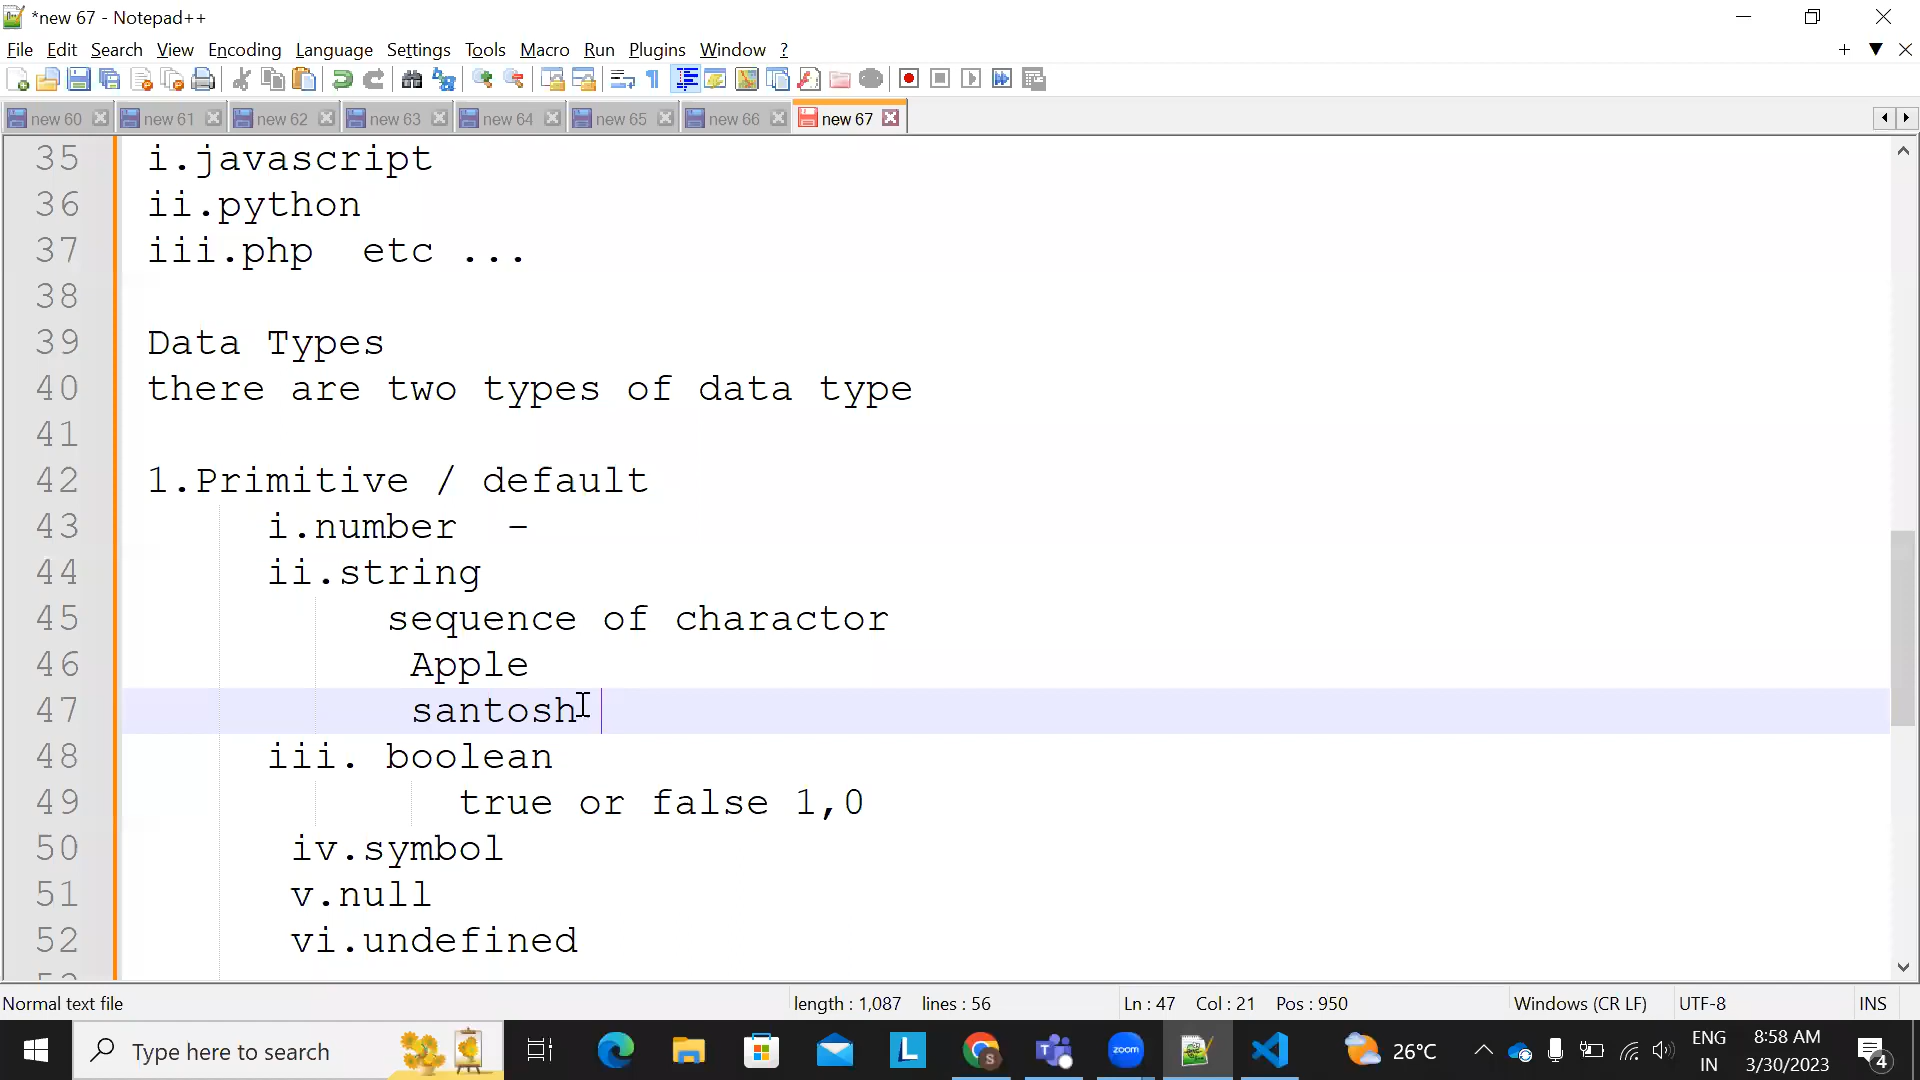 *new 67 - Notepad++
File Edit Search View Encoding Language Settings Tools Macro Run Plugins Window ?
new 60 new 61 new 62 new 63 new 64 new 65 new 66 new 67
35 i.javascript
36 ii.python
37 iii.php etc ...
38
39 Data Types
40 there are two types of data type
41
42 1.Primitive / default
43 i.number -
44 ii.string
45 sequence of charactor
46 Apple
47 santosh
48 iii. boolean
49 true or false 1,0
50 iv.symbol
51 v.null
52 vi.undefined
Normal text file length : 1,087 lines : 56 Ln : 47 Col : 21 Pos : 950 Windows (CR LF) UTF-8 INS
Type here to search L zoom S 26°C ENG IN 8:58 AM 3/30/2023 4